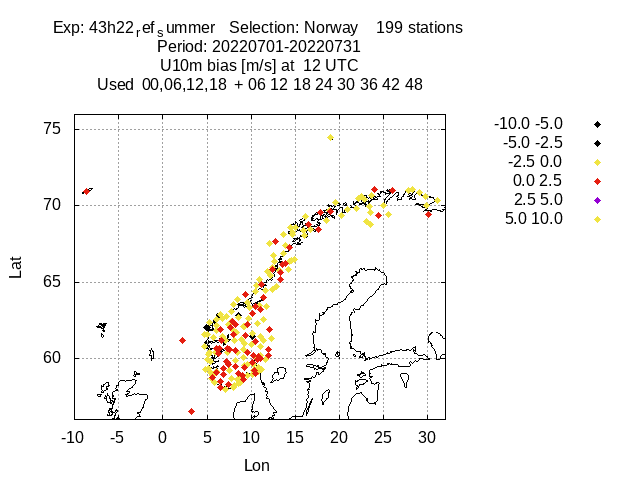 Exp: 43h22ref summer Selection: Norway 199 stations
Period: 20220701-20220731
U10m bias [m/s] at 12 UTC
Used 00,06,12,18 + 06 12 18 24 30 36 42 48
-10.0 -5.0
-5.0 -2.5
-2.5 0.0
0.0 2.5
2.5 5.0
5.0 10.0
75
70
65
60
Lat
-10 -5 0 5 10 15 20 25 30
Lon